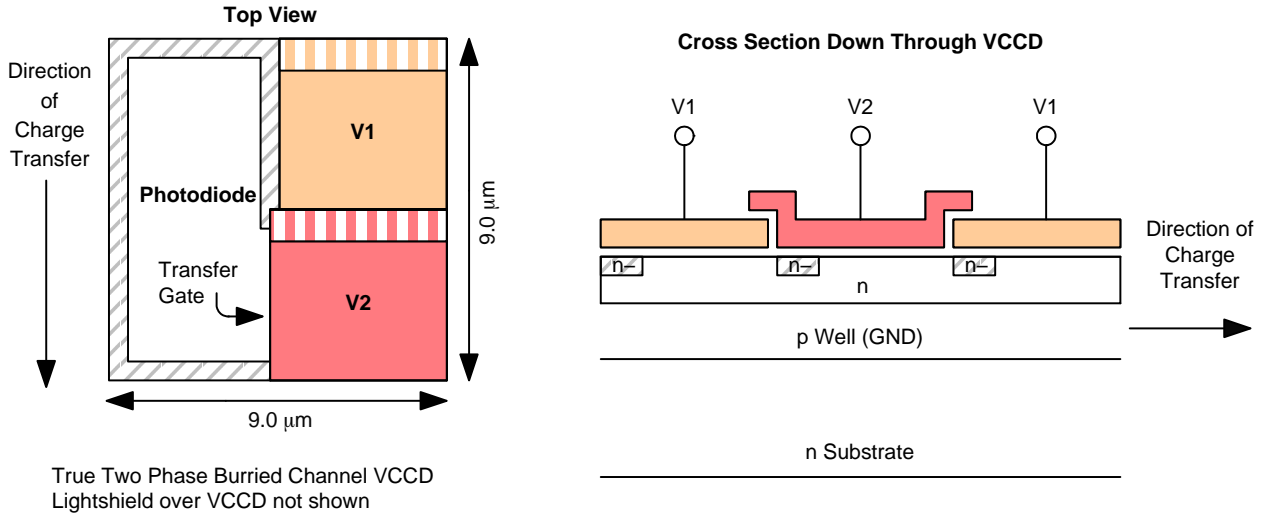 Top View
Direction
of
Charge
Transfer
V1
Photodiode
Transfer
Gate
V2
9.0 μm
9.0 μm
True Two Phase Burried Channel VCCD
Lightshield over VCCD not shown
Cross Section Down Through VCCD
V1
V2
V1
n–
n–
n–
n
p Well (GND)
n Substrate
Direction of
Charge
Transfer